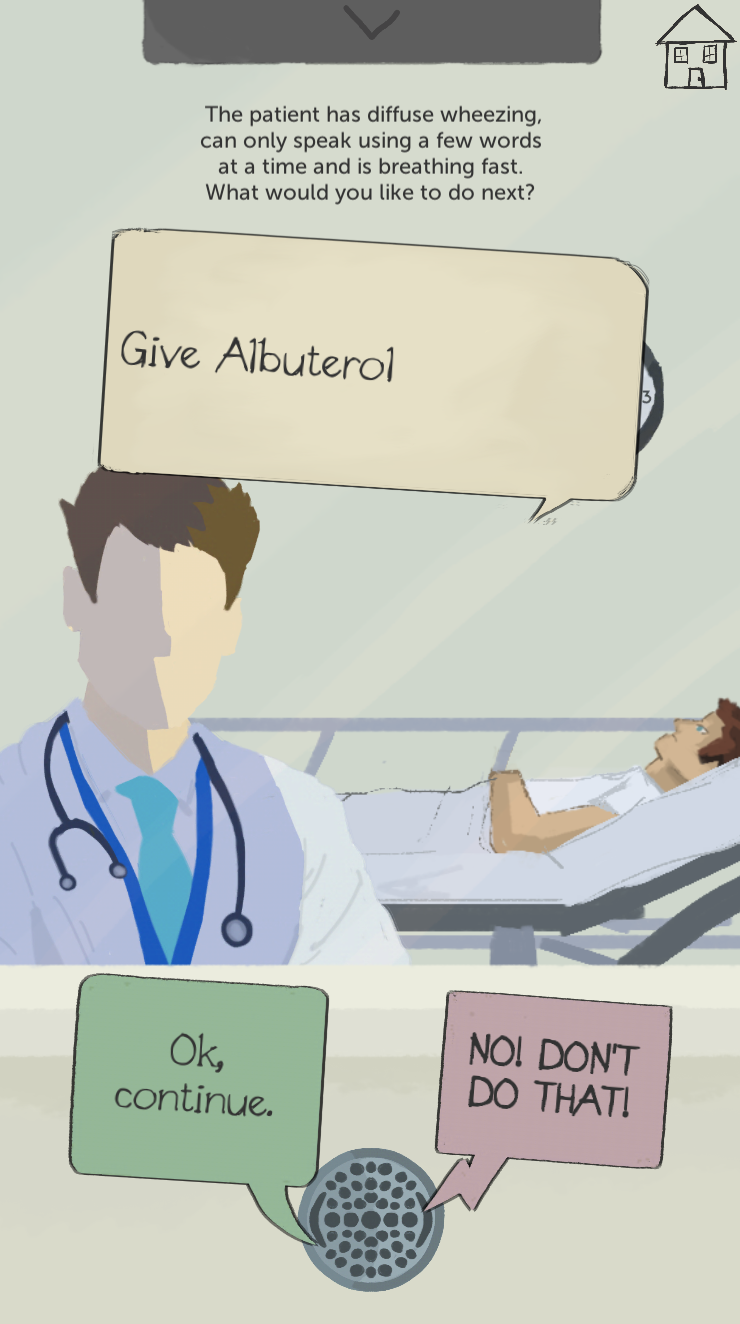 The patient has diffuse wheezing,
can only speak using a few words
at a time and is breathing fast.
What would you like to do next?
Give Albuterol
3
Ok,
continue.
NO! DON'T
DO THAT!